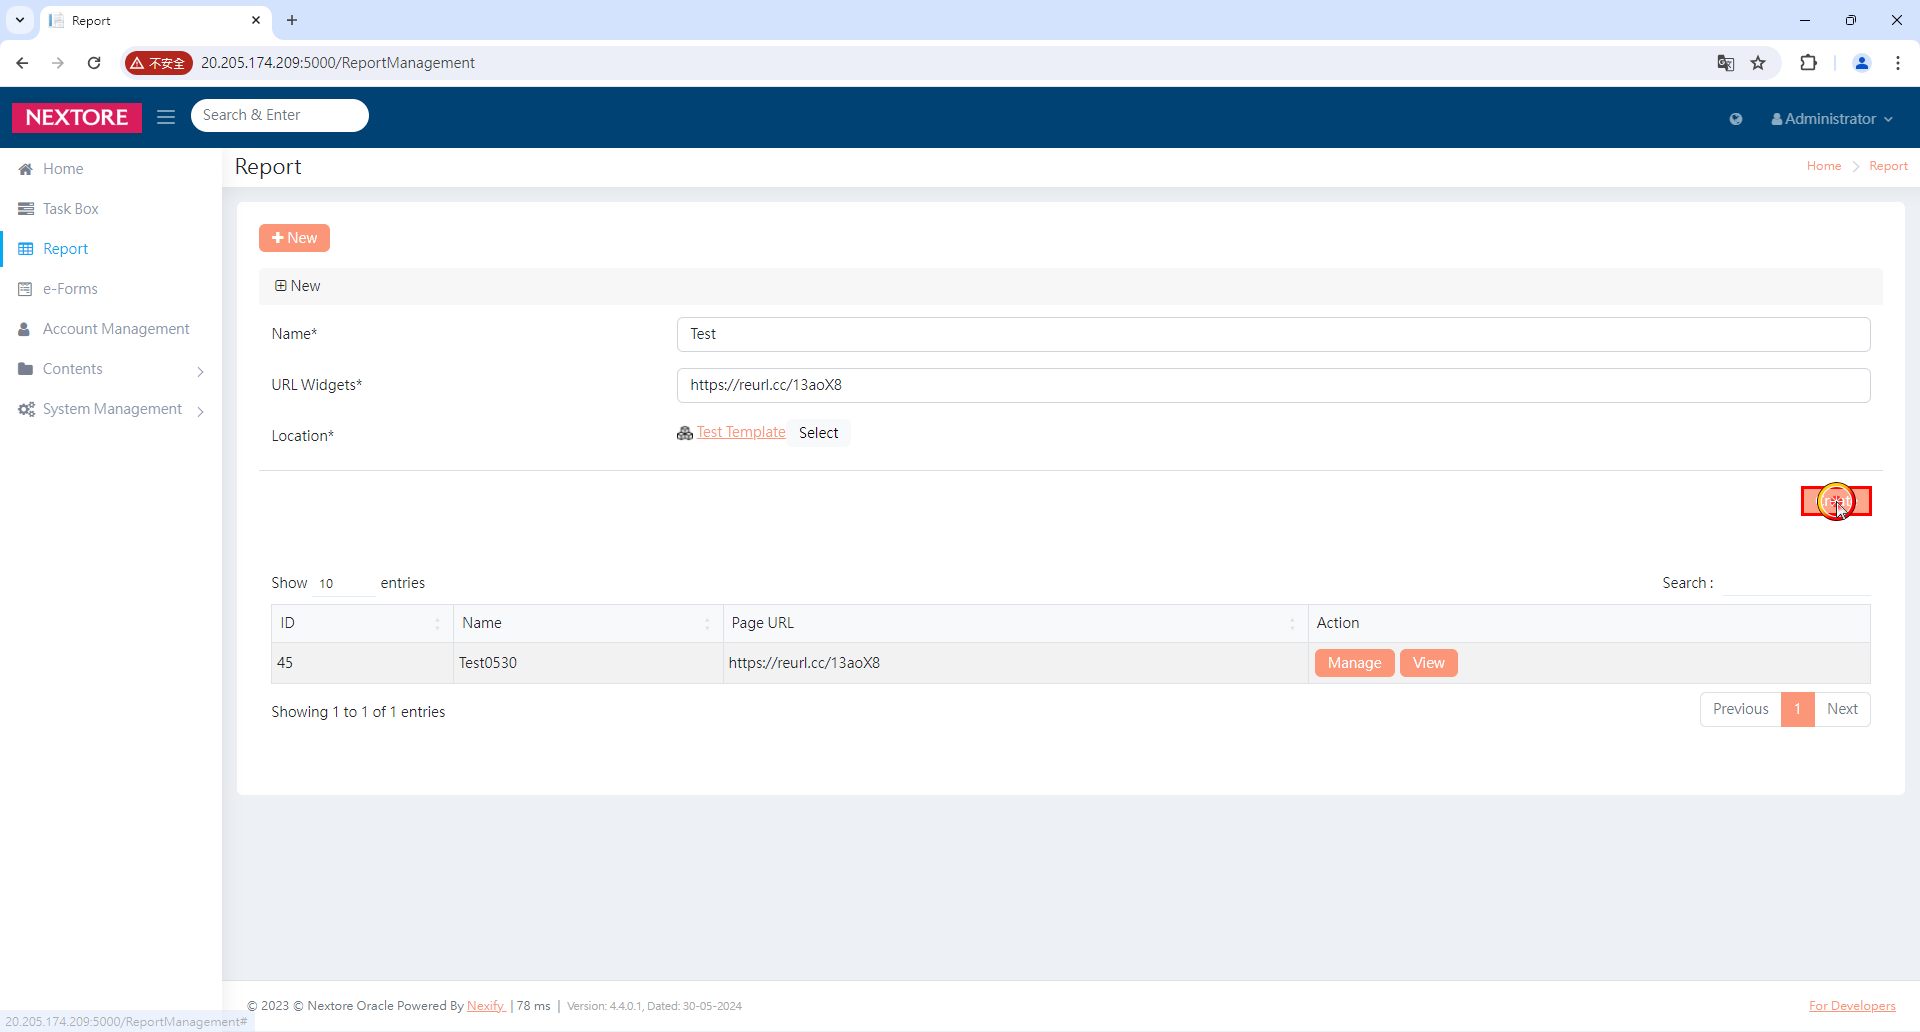 Report
不安全
20.205.174.209:5000/ReportManagement
NEXTORE
Search & Enter
Administrator
Home
Task Box
Report
e-Forms
Account Management
Contents
System Management
Report
Home
Report
New
New
Name*
Test
URL Widgets*
https://reurl.cc/13aoX8
Location*
Test Template
Select
Show 10 entries
Search :
ID
Name
Page URL
Action
45
Test0530
https://reurl.cc/13aoX8
Manage
View
Showing 1 to 1 of 1 entries
Previous
1
Next
© 2023 © Nextore Oracle Powered By Nexify | 78 ms | Version: 4.4.0.1, Dated: 30-05-2024
For Developers
20.205.174.209:5000/ReportManagement#